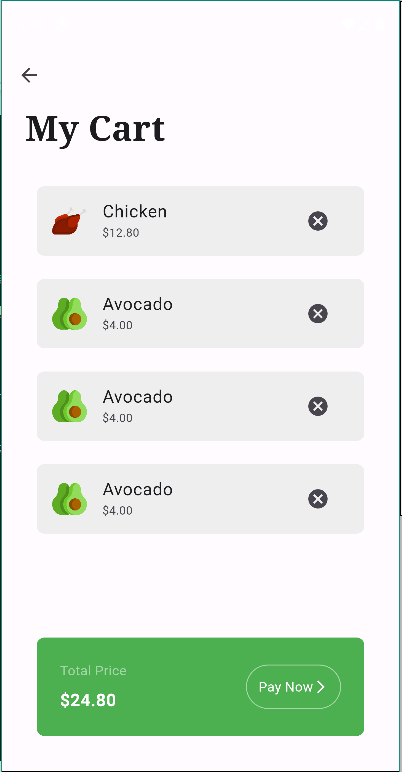 My Cart
Chicken
$12.80
Avocado
$4.00
Avocado
$4.00
Avocado
$4.00
Total Price
$24.80
Pay Now